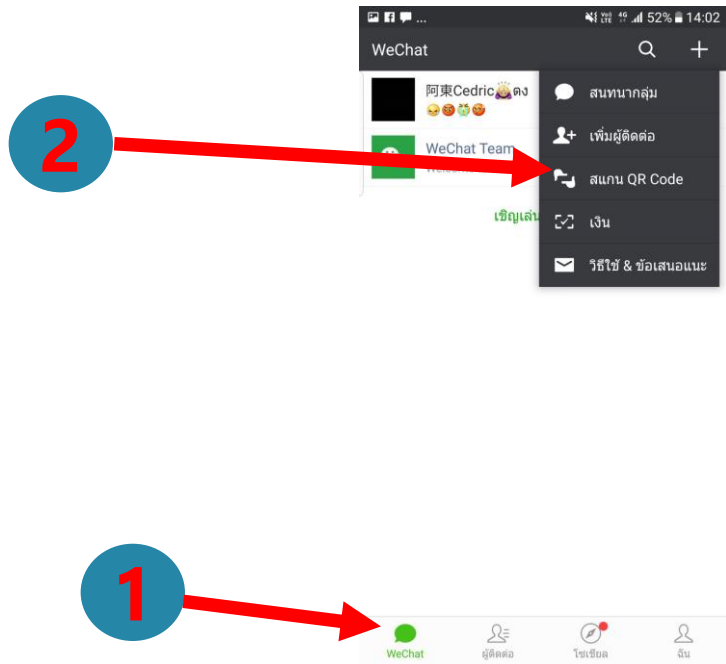 ... 52% 14:02
WeChat
阿東Cedric🙇ตง
สนทนากลุ่ม
WeChat Team
เพิ่มผู้ติดต่อ
2
สแกน QR Code
เชิญเล่น
เงิน
วิธีใช้ & ข้อเสนอแนะ
1
WeChat
ผู้ติดต่อ
โซเชียล
ฉัน